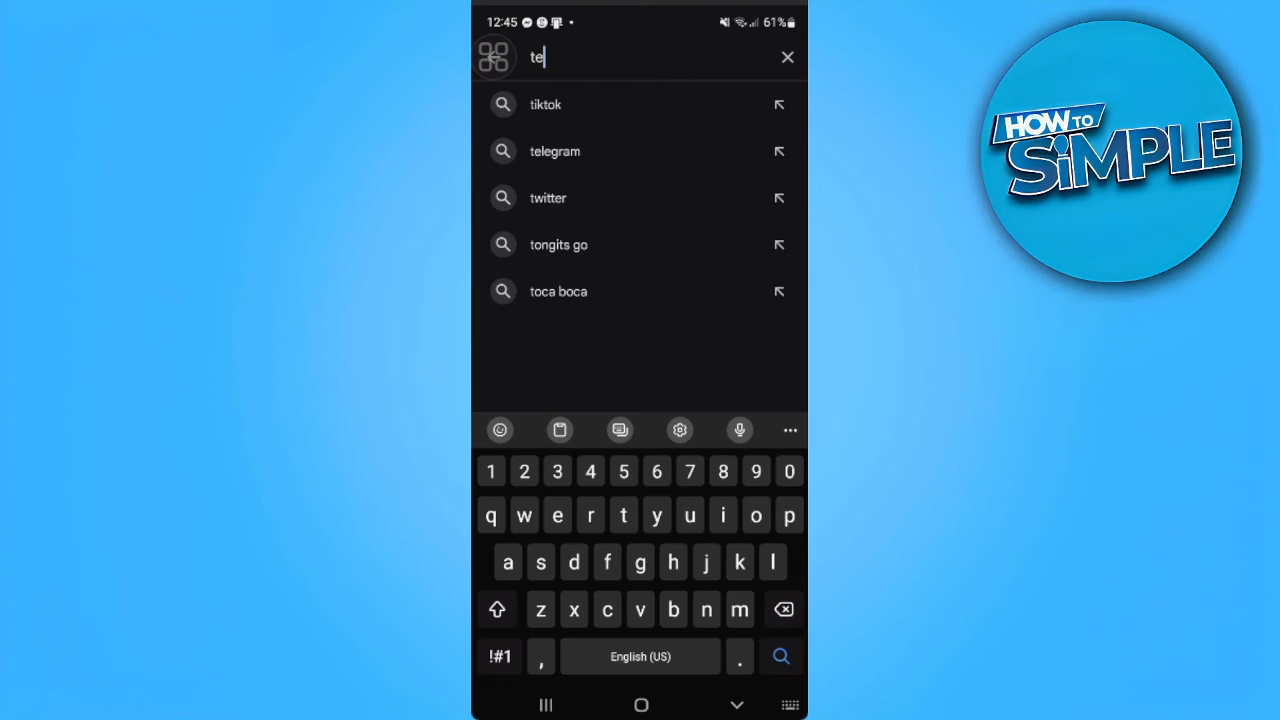 12:45 61%
te
HOW TO
SiMPLE
tiktok
telegram
twitter
tongits go
toca boca
1 2 3 4 5 6 7 8 9 0
q w e r t y u i o p
a s d f g h j k l
z x c v b n m
!#1 , English (US) .